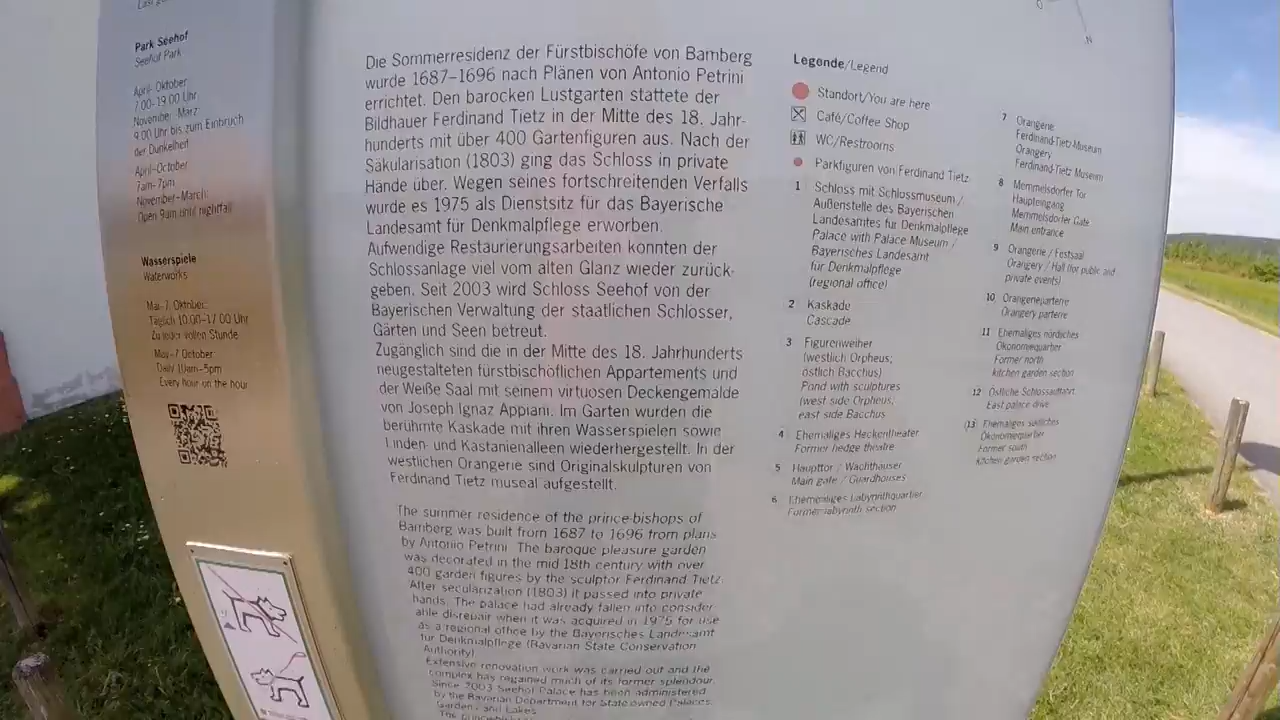 Park Seehof
Seehof Park
April-Oktober
7.00-19.00 Uhr
November-März:
9.00 Uhr bis zum Einbruch
der Dunkelheit
April-October
7am-7pm
November-March:
Open 9am until nightfall
Wasserspiele
Waterworks
Mai-7. Oktober:
Täglich 10.00-17.00 Uhr
Zu jeder vollen Stunde
May-7 October:
Daily 10am-5pm
Every hour on the hour
Die Sommerresidenz der Fürstbischöfe von Bamberg
wurde 1687–1696 nach Plänen von Antonio Petrini
errichtet. Den barocken Lustgarten stattete der
Bildhauer Ferdinand Tietz in der Mitte des 18. Jahr-
hunderts mit über 400 Gartenfiguren aus. Nach der
Säkularisation (1803) ging das Schloss in private
Hände über. Wegen seines fortschreitenden Verfalls
wurde es 1975 als Dienstsitz für das Bayerische
Landesamt für Denkmalpflege erworben.
Aufwendige Restaurierungsarbeiten konnten der
Schlossanlage viel vom alten Glanz wieder zurück-
geben. Seit 2003 wird Schloss Seehof von der
Bayerischen Verwaltung der staatlichen Schlösser,
Gärten und Seen betreut.
Zugänglich sind die in der Mitte des 18. Jahrhunderts
neugestalteten fürstbischöflichen Appartements und
der Weiße Saal mit seinem virtuosen Deckengemälde
von Joseph Ignaz Appiani. Im Garten wurden die
berühmte Kaskade mit ihren Wasserspielen sowie
Linden- und Kastanienalleen wiederhergestellt. In der
westlichen Orangerie sind Originalskulpturen von
Ferdinand Tietz museal aufgestellt.
The summer residence of the prince-bishops of
Bamberg was built from 1687 to 1696 from plans
by Antonio Petrini. The baroque pleasure garden
was decorated in the mid 18th century with over
400 garden figures by the sculptor Ferdinand Tietz.
After secularization (1803) it passed into private
hands. The palace had already fallen into consider-
able disrepair when it was acquired in 1975 for use
as a regional office by the Bayerisches Landesamt
für Denkmalpflege (Bavarian State Conservation
Authority).
Extensive renovation work was carried out and the
complex has regained much of its former splendour.
Since 2003 Seehof Palace has been administered
by the Bavarian Department for State-owned Palaces,
Gardens and Lakes.
Legende/Legend
Standort/You are here
Café/Coffee Shop
WC/Restrooms
Parkfiguren von Ferdinand Tietz
1 Schloss mit Schlossmuseum /
Außenstelle des Bayerischen
Landesamtes für Denkmalpflege
Palace with Palace Museum /
Bayerisches Landesamt
für Denkmalpflege
(regional office)
2 Kaskade
Cascade
3 Figurenweiher
(westlich Orpheus;
östlich Bacchus)
Pond with sculptures
(west side Orpheus;
east side Bacchus
4 Ehemaliges Heckentheater
Former hedge theatre
5 Haupttor / Wachthäuser
Main gate / Guardhouses
6 Ehemaliges Labyrinthquartier
Former labyrinth section
7 Orangerie
Ferdinand-Tietz-Museum
Orangery
Ferdinand Tietz Museum
8 Memmelsdorfer Tor
Haupteingang
Memmelsdorfer Gate
Main entrance
9 Orangerie / Festsaal
Orangery / Hall (for public and
private events)
10 Orangerieparterre
Orangery parterre
11 Ehemaliges nördliches
Ökonomiequartier
Former north
kitchen garden section
12 Östliche Schlossauffahrt
East palace drive
13 Ehemaliges südliches
Ökonomiequartier
Former south
kitchen garden section